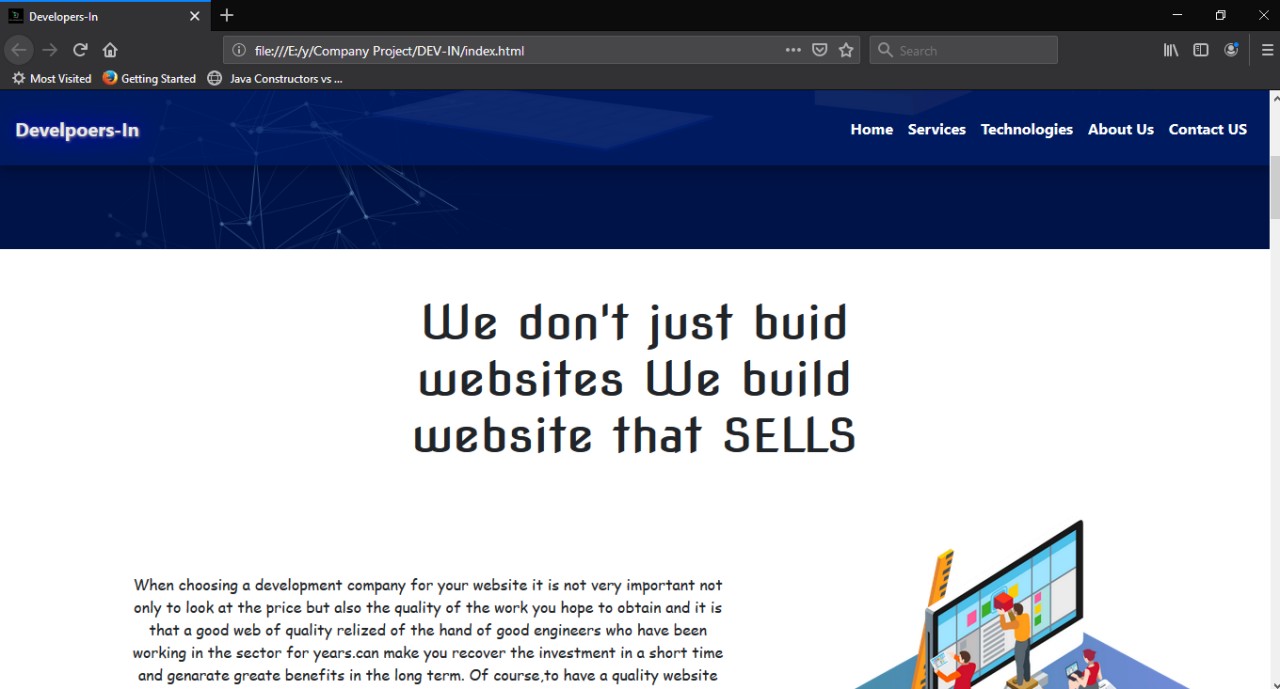 Developers-In
file:///E:/y/Company Project/DEV-IN/index.html
Search
Most Visited Getting Started Java Constructors vs ...
Develpoers-In
Home Services Technologies About Us Contact US
We don't just buid
websites We build
website that SELLS
When choosing a development company for your website it is not very important not
only to look at the price but also the quality of the work you hope to obtain and it is
that a good web of quality relized of the hand of good engineers who have been
working in the sector for years.can make you recover the investment in a short time
and genarate greate benefits in the long term. Of course,to have a quality website